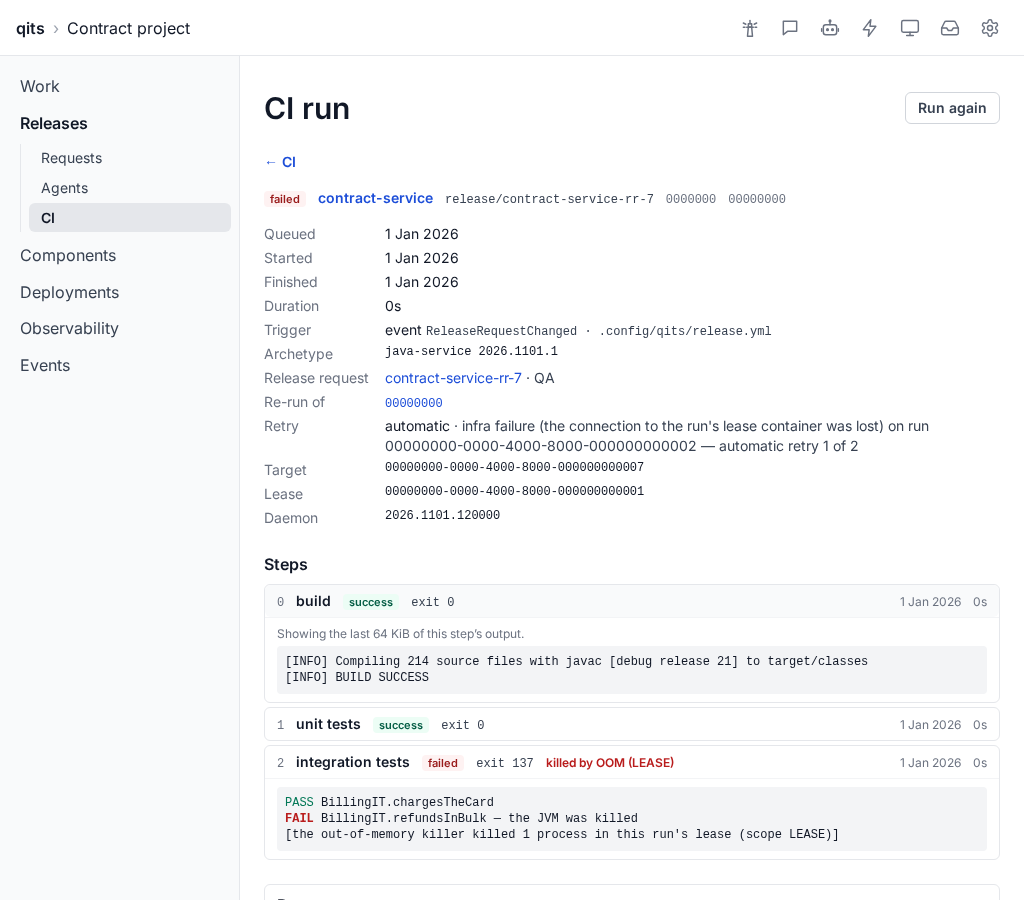 qits › Contract project
Work
Releases
Requests
Agents
CI
Components
Deployments
Observability
Events
CI run
Run again
← CI
failed contract-service release/contract-service-rr-7 0000000 00000000
Queued 1 Jan 2026
Started 1 Jan 2026
Finished 1 Jan 2026
Duration 0s
Trigger event ReleaseRequestChanged · .config/qits/release.yml
Archetype java-service 2026.1101.1
Release request contract-service-rr-7 · QA
Re-run of 00000000
Retry automatic · infra failure (the connection to the run's lease container was lost) on run
00000000-0000-4000-8000-000000000002 — automatic retry 1 of 2
Target 00000000-0000-4000-8000-000000000007
Lease 00000000-0000-4000-8000-000000000001
Daemon 2026.1101.120000
Steps
0 build success exit 0 1 Jan 2026 0s
Showing the last 64 KiB of this step’s output.
[INFO] Compiling 214 source files with javac [debug release 21] to target/classes
[INFO] BUILD SUCCESS
1 unit tests success exit 0 1 Jan 2026 0s
2 integration tests failed exit 137 killed by OOM (LEASE) 1 Jan 2026 0s
PASS BillingIT.chargesTheCard
FAIL BillingIT.refundsInBulk — the JVM was killed
[the out-of-memory killer killed 1 process in this run's lease (scope LEASE)]